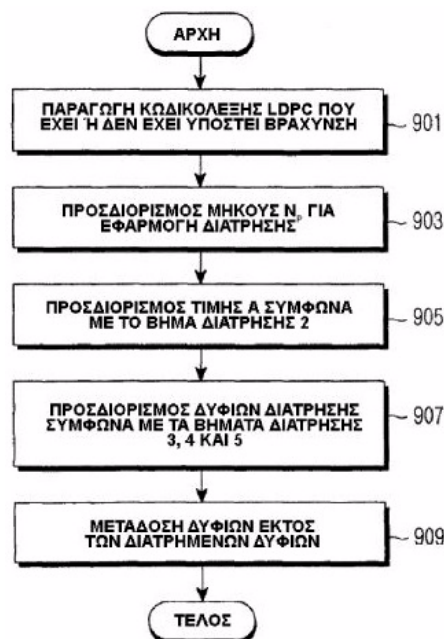 ΑΡΧΗ
ΠΑΡΑΓΩΓΗ ΚΩΔΙΚΟΛΕΞΗΣ LDPC ΠΟΥ
ΕΧΕΙ Ή ΔΕΝ ΕΧΕΙ ΥΠΟΣΤΕΙ ΒΡΑΧΥΝΣΗ
901
ΠΡΟΣΔΙΟΡΙΣΜΟΣ ΜΗΚΟΥΣ Np ΓΙΑ
ΕΦΑΡΜΟΓΗ ΔΙΑΤΡΗΣΗΣ
903
ΠΡΟΣΔΙΟΡΙΣΜΟΣ ΤΙΜΗΣ Α ΣΥΜΦΩΝΑ
ΜΕ ΤΟ ΒΗΜΑ ΔΙΑΤΡΗΣΗΣ 2
905
ΠΡΟΣΔΙΟΡΙΣΜΟΣ ΔΥΦΙΩΝ ΔΙΑΤΡΗΣΗΣ
ΣΥΜΦΩΝΑ ΜΕ ΤΑ ΒΗΜΑΤΑ ΔΙΑΤΡΗΣΗΣ
3, 4 ΚΑΙ 5
907
ΜΕΤΑΔΟΣΗ ΔΥΦΙΩΝ ΕΚΤΟΣ
ΤΩΝ ΔΙΑΤΡΗΜΕΝΩΝ ΔΥΦΙΩΝ
909
ΤΕΛΟΣ